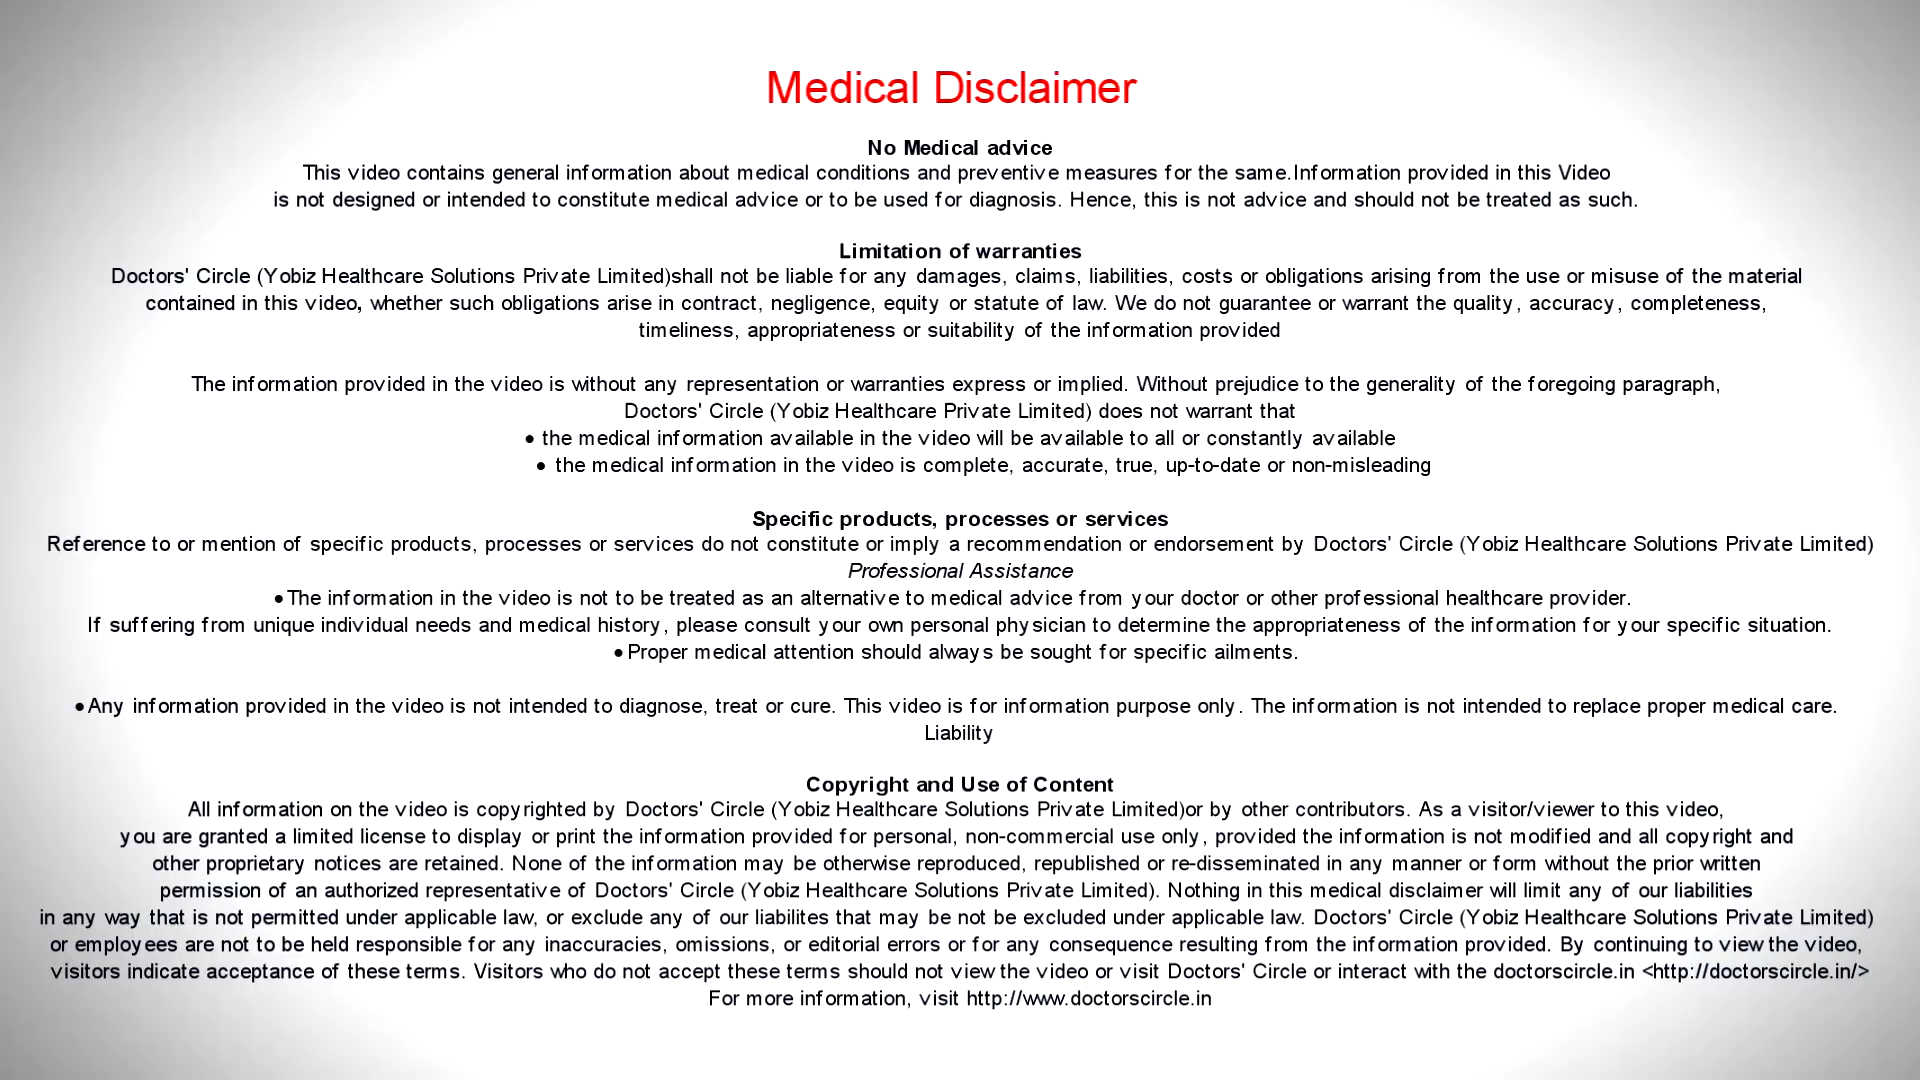 Medical Disclaimer
No Medical advice
This video contains general information about medical conditions and preventive measures for the same.Information provided in this Video
is not designed or intended to constitute medical advice or to be used for diagnosis. Hence, this is not advice and should not be treated as such.
Limitation of warranties
Doctors' Circle (Yobiz Healthcare Solutions Private Limited)shall not be liable for any damages, claims, liabilities, costs or obligations arising from the use or misuse of the material
contained in this video, whether such obligations arise in contract, negligence, equity or statute of law. We do not guarantee or warrant the quality, accuracy, completeness,
timeliness, appropriateness or suitability of the information provided
The information provided in the video is without any representation or warranties express or implied. Without prejudice to the generality of the foregoing paragraph,
Doctors' Circle (Yobiz Healthcare Private Limited) does not warrant that
• the medical information available in the video will be available to all or constantly available
• the medical information in the video is complete, accurate, true, up-to-date or non-misleading
Specific products, processes or services
Reference to or mention of specific products, processes or services do not constitute or imply a recommendation or endorsement by Doctors' Circle (Yobiz Healthcare Solutions Private Limited)
Professional Assistance
•The information in the video is not to be treated as an alternative to medical advice from your doctor or other professional healthcare provider.
If suffering from unique individual needs and medical history, please consult your own personal physician to determine the appropriateness of the information for your specific situation.
•Proper medical attention should always be sought for specific ailments.
•Any information provided in the video is not intended to diagnose, treat or cure. This video is for information purpose only. The information is not intended to replace proper medical care.
Liability
Copyright and Use of Content
All information on the video is copyrighted by Doctors' Circle (Yobiz Healthcare Solutions Private Limited)or by other contributors. As a visitor/viewer to this video,
you are granted a limited license to display or print the information provided for personal, non-commercial use only, provided the information is not modified and all copyright and
other proprietary notices are retained. None of the information may be otherwise reproduced, republished or re-disseminated in any manner or form without the prior written
permission of an authorized representative of Doctors' Circle (Yobiz Healthcare Solutions Private Limited). Nothing in this medical disclaimer will limit any of our liabilities
in any way that is not permitted under applicable law, or exclude any of our liabilites that may be not be excluded under applicable law. Doctors' Circle (Yobiz Healthcare Solutions Private Limited)
or employees are not to be held responsible for any inaccuracies, omissions, or editorial errors or for any consequence resulting from the information provided. By continuing to view the video,
visitors indicate acceptance of these terms. Visitors who do not accept these terms should not view the video or visit Doctors' Circle or interact with the doctorscircle.in <http://doctorscircle.in/>
For more information, visit http://www.doctorscircle.in